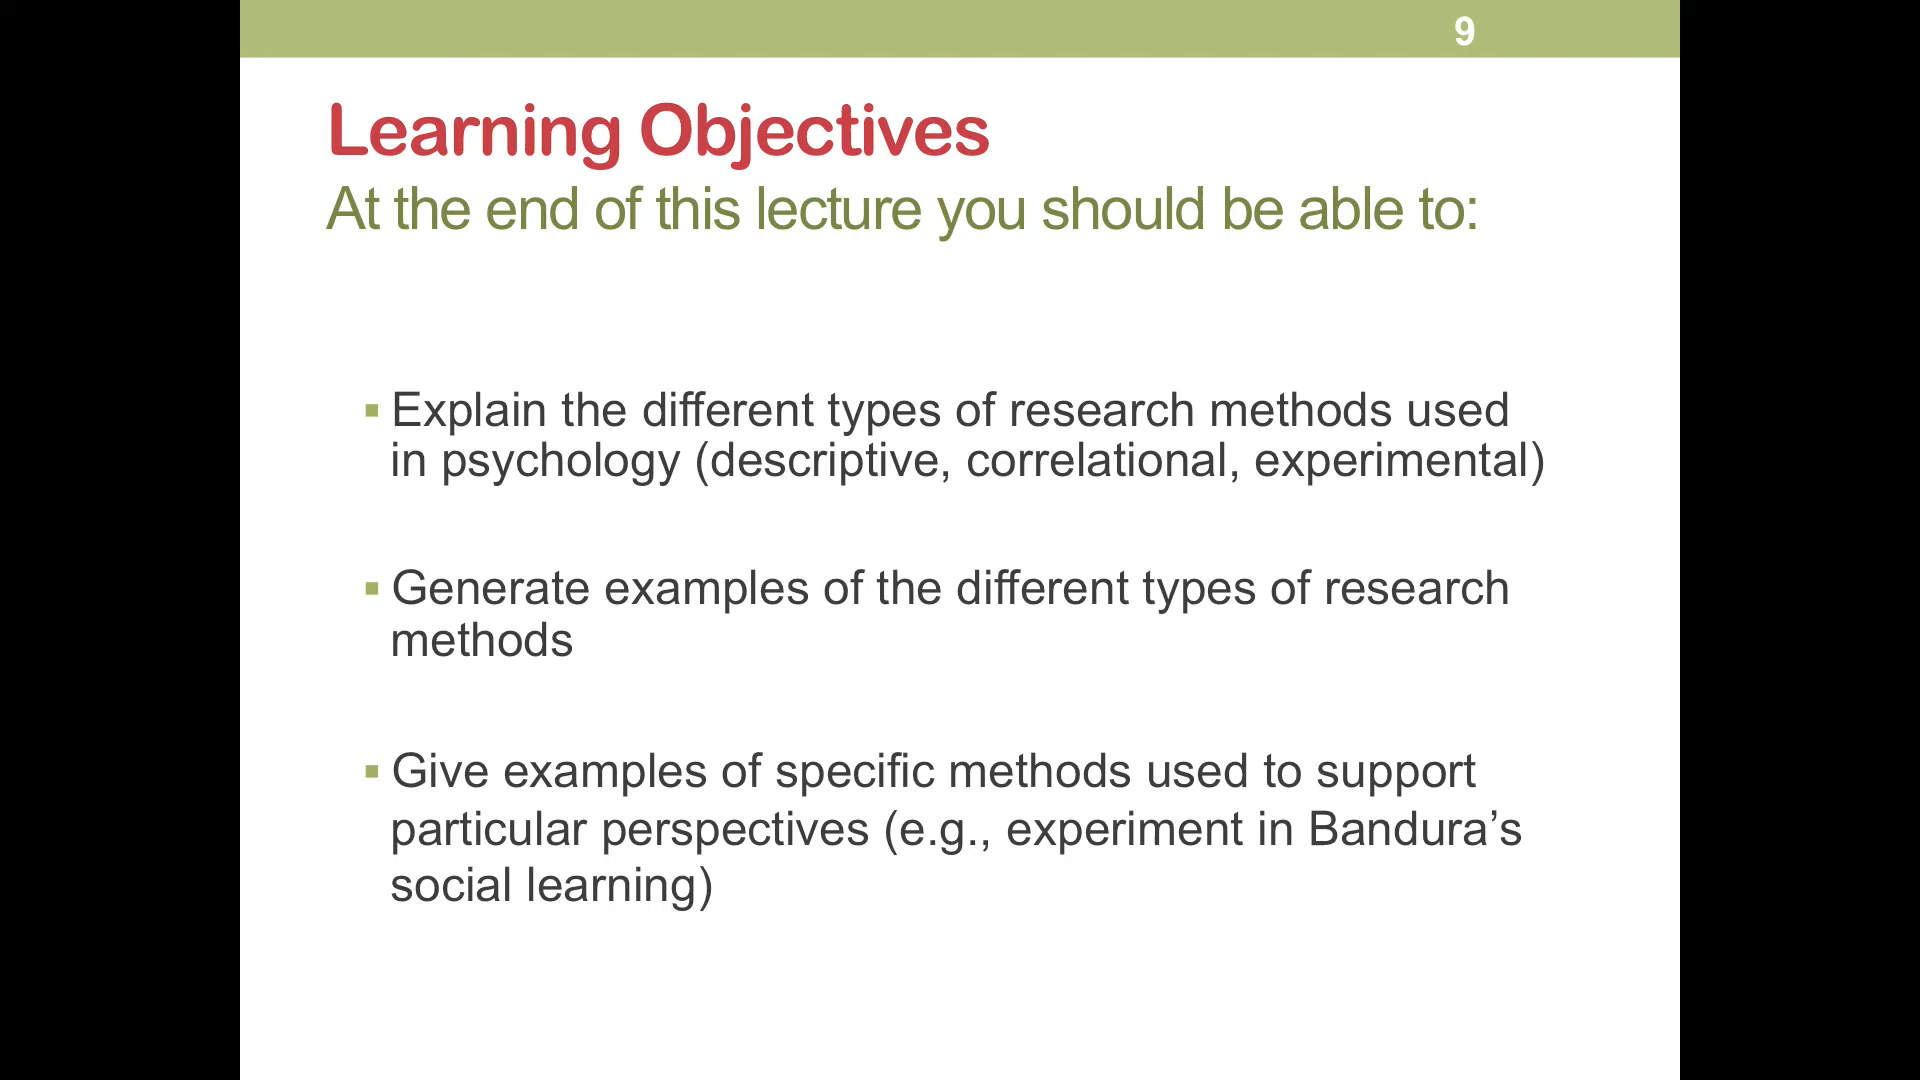 9
Learning Objectives
At the end of this lecture you should be able to:
▪ Explain the different types of research methods used
in psychology (descriptive, correlational, experimental)
▪ Generate examples of the different types of research
methods
▪ Give examples of specific methods used to support
particular perspectives (e.g., experiment in Bandura’s
social learning)